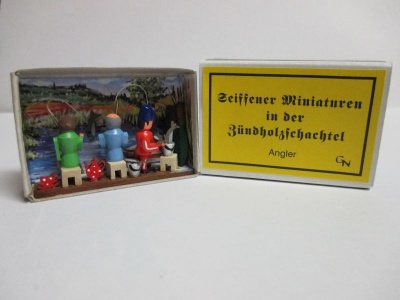 Seiffener Miniaturen
in der
Zündholzschachtel
Angler
GN